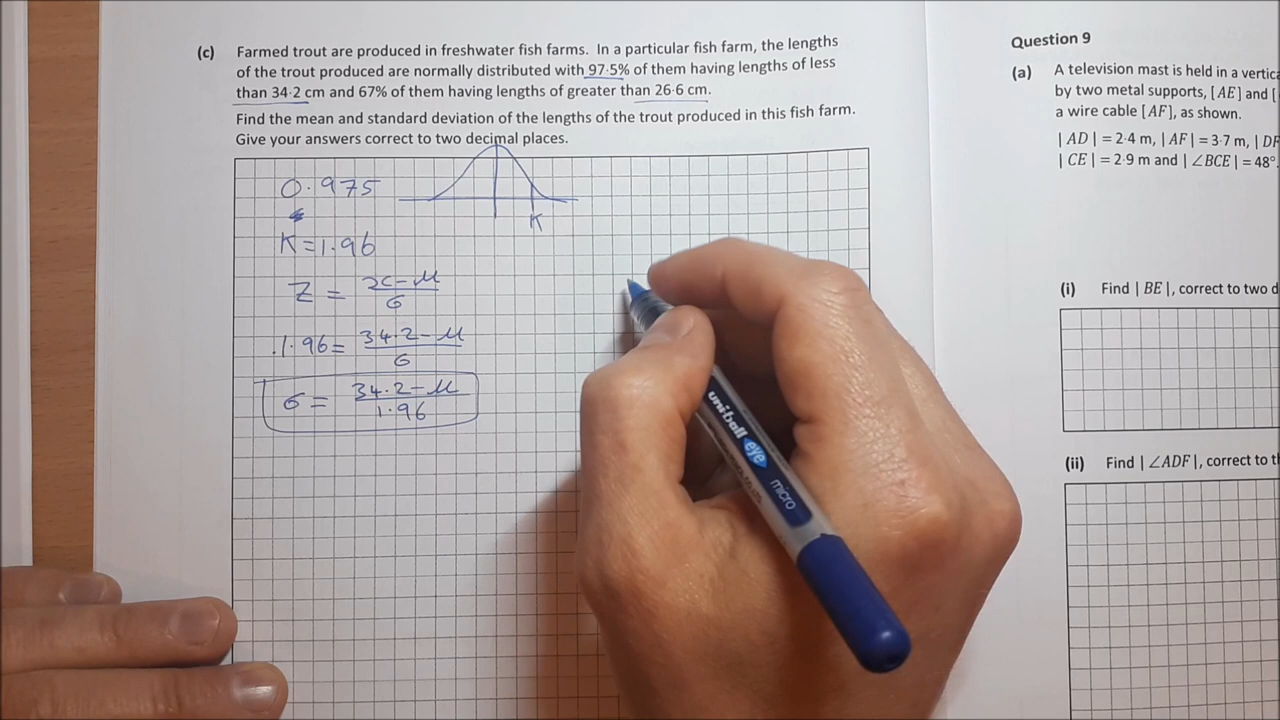 (c) Farmed trout are produced in freshwater fish farms. In a particular fish farm, the lengths
of the trout produced are normally distributed with 97·5% of them having lengths of less
than 34·2 cm and 67% of them having lengths of greater than 26·6 cm.
Find the mean and standard deviation of the lengths of the trout produced in this fish farm.
Give your answers correct to two decimal places.
0.975
K
K=1.96
Z = x-μ / σ
1.96 = 34.2-μ / σ
σ = 34.2-μ / 1.96
uni-ball eye micro
Question 9
(a) A television mast is held in a vertica
by two metal supports, [AE] and [
a wire cable [AF], as shown.
|AD| = 2·4 m, |AF| = 3·7 m, |DF
|CE| = 2·9 m and |∠BCE| = 48°
(i) Find |BE|, correct to two d
(ii) Find |∠ADF|, correct to t